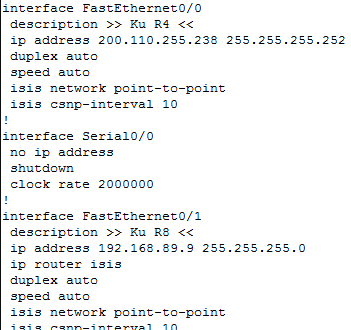 interface FastEthernet0/0
 description >> Ku R4 <<
 ip address 200.110.255.238 255.255.255.252
 duplex auto
 speed auto
 isis network point-to-point
 isis csnp-interval 10
!
interface Serial0/0
 no ip address
 shutdown
 clock rate 2000000
!
interface FastEthernet0/1
 description >> Ku R8 <<
 ip address 192.168.89.9 255.255.255.0
 ip router isis
 duplex auto
 speed auto
 isis network point-to-point
 isis csnp-interval 10